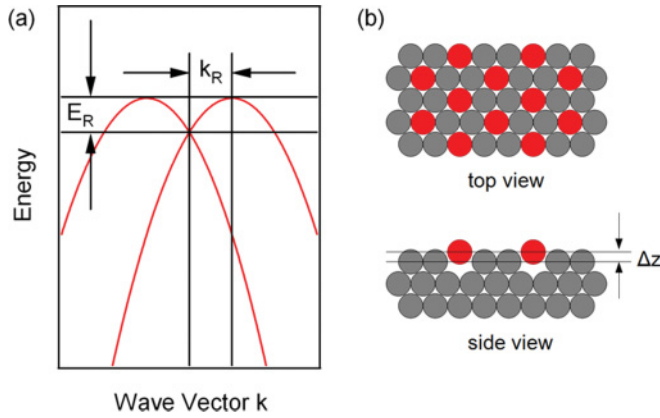 (a)
k_R
E_R
Energy
Wave Vector k
(b)
top view
Δz
side view